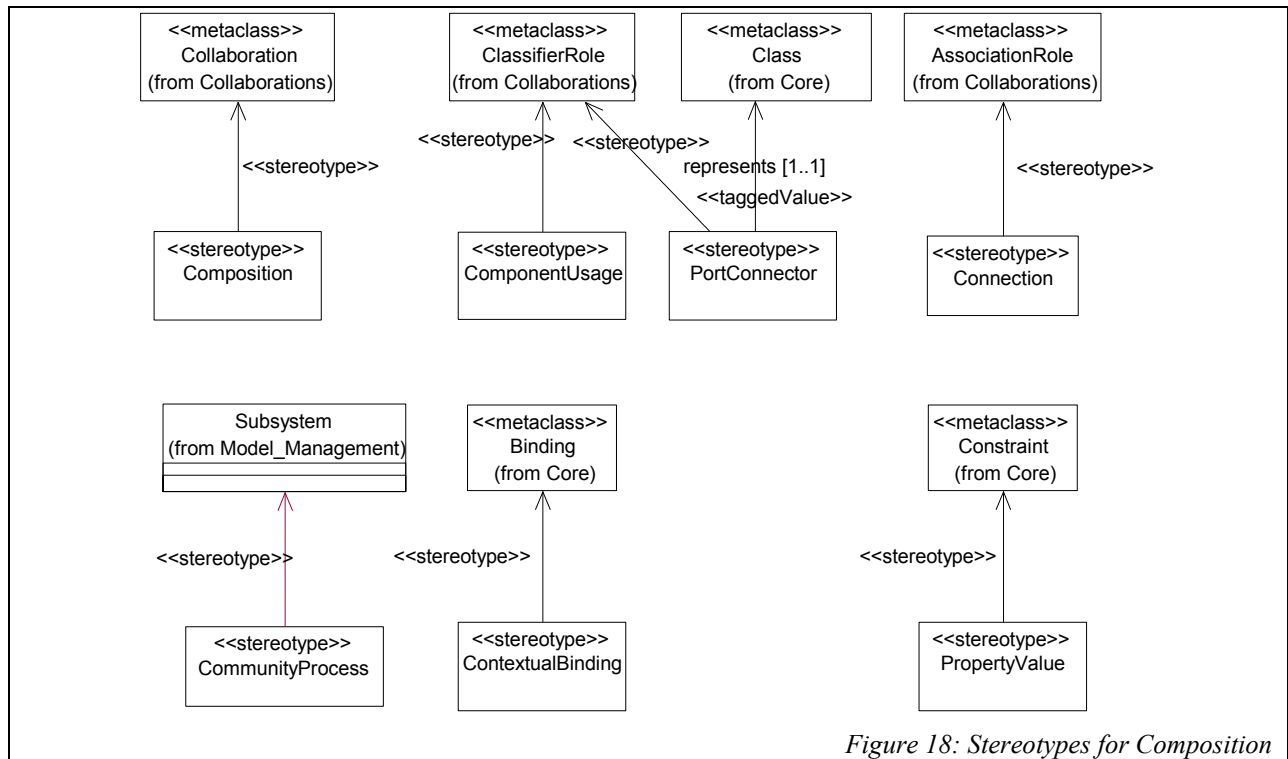 <<metaclass>>
Collaboration
(from Collaborations)
<<metaclass>>
ClassifierRole
(from Collaborations)
<<metaclass>>
Class
(from Core)
<<metaclass>>
AssociationRole
(from Collaborations)
<<stereotype>>
<<stereotype>>
<<stereotype>>
represents [1..1]
<<taggedValue>>
<<stereotype>>
<<stereotype>>
Composition
<<stereotype>>
ComponentUsage
<<stereotype>>
PortConnector
<<stereotype>>
Connection
Subsystem
(from Model_Management)
<<metaclass>>
Binding
(from Core)
<<metaclass>>
Constraint
(from Core)
<<stereotype>>
<<stereotype>>
<<stereotype>>
<<stereotype>>
CommunityProcess
<<stereotype>>
ContextualBinding
<<stereotype>>
PropertyValue
Figure 18: Stereotypes for Composition